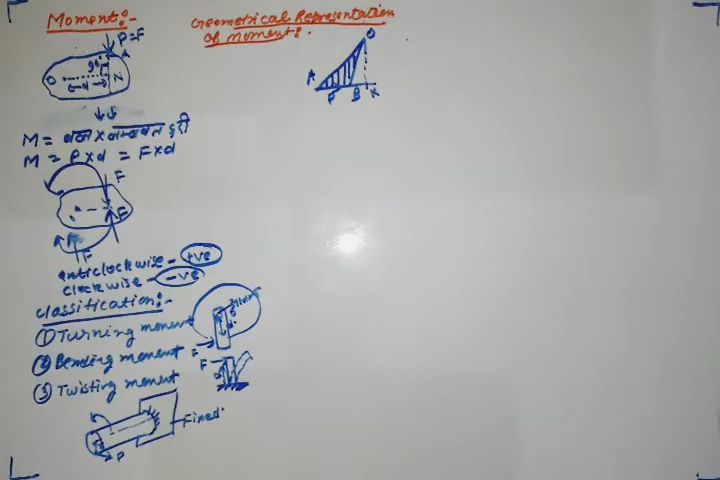 Moment:-
P=F
A
90°
O
d
N
M = बल × लम्बवत दूरी
M = P×d = F×d
F
F
F
anticlockwise - +ve
clockwise - -ve
Classification:-
① Turning moment
② Bending moment
③ Twisting moment
F
F
Fixed
P
Geometrical Representation
of moment:-
O
A
P
B